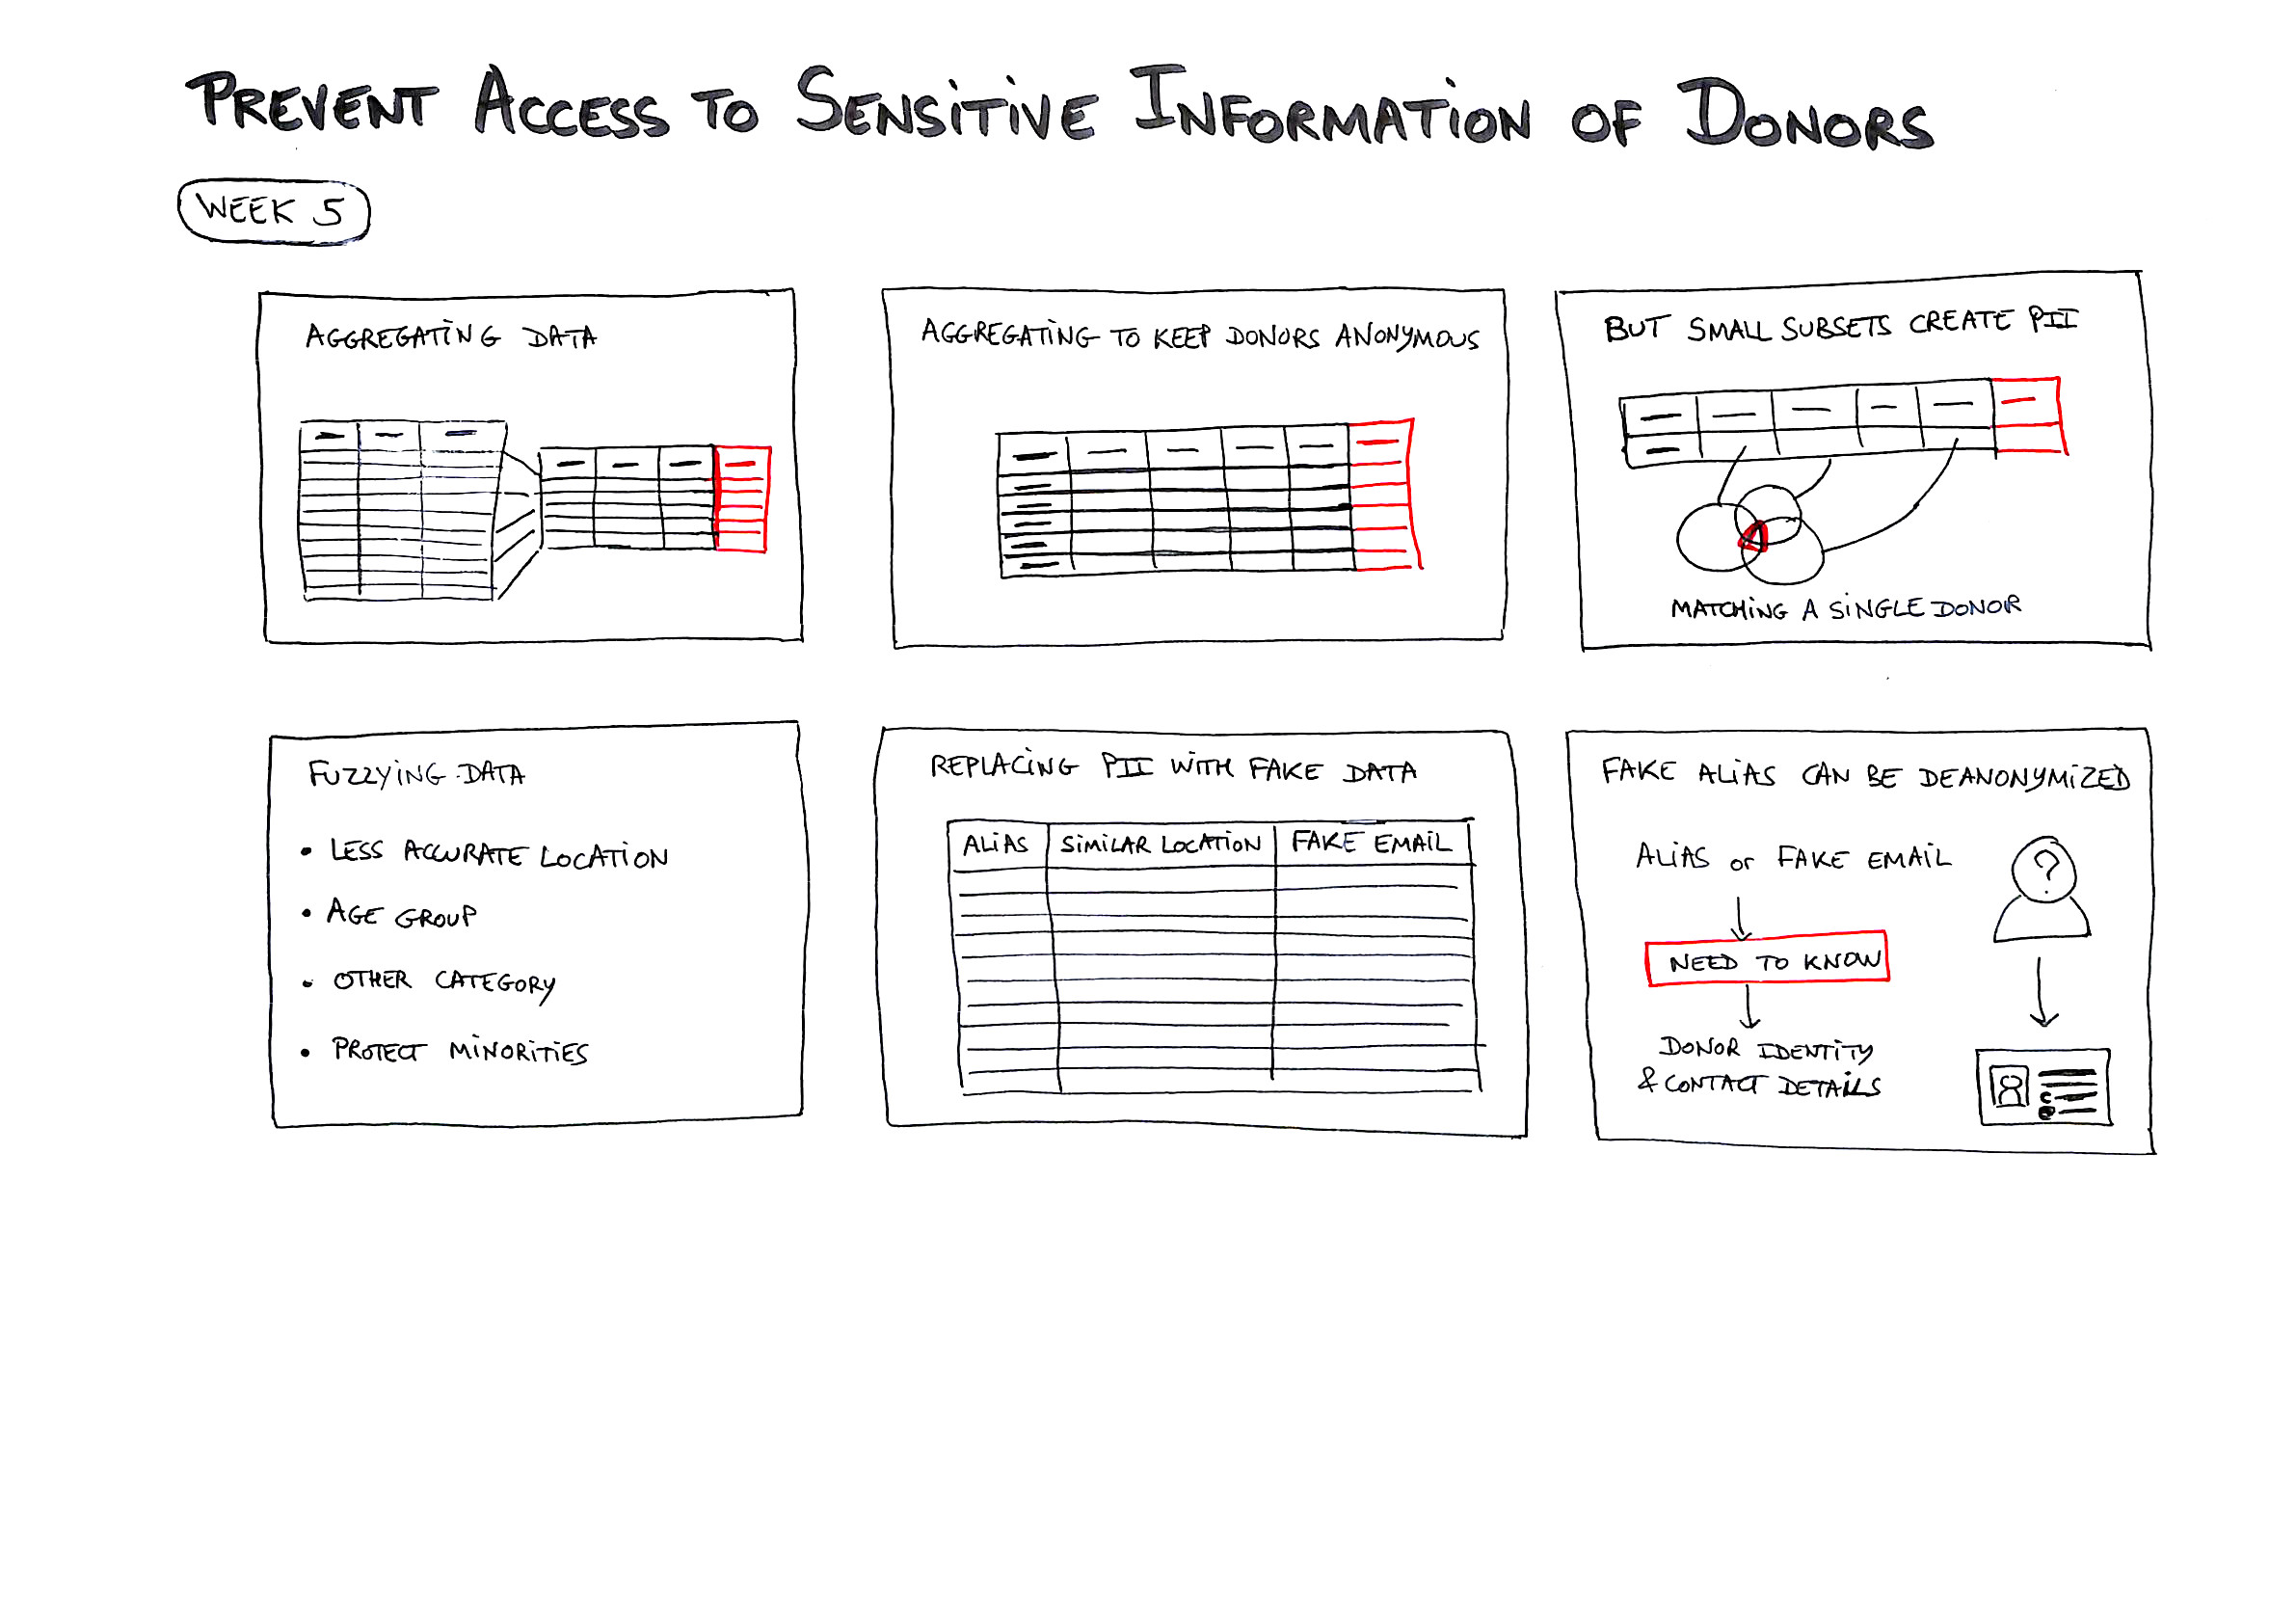 PREVENT ACCESS TO SENSITIVE INFORMATION OF DONORS
WEEK 5
AGGREGATING DATA
AGGREGATING TO KEEP DONORS ANONYMOUS
BUT SMALL SUBSETS CREATE PII
MATCHING A SINGLE DONOR
FUZZYING DATA
• LESS ACCURATE LOCATION
• AGE GROUP
• OTHER CATEGORY
• PROTECT MINORITIES
REPLACING PII WITH FAKE DATA
ALIAS SIMILAR LOCATION FAKE EMAIL
FAKE ALIAS CAN BE DEANONYMIZED
ALIAS or FAKE EMAIL
?
NEED TO KNOW
DONOR IDENTITY
& CONTACT DETAILS